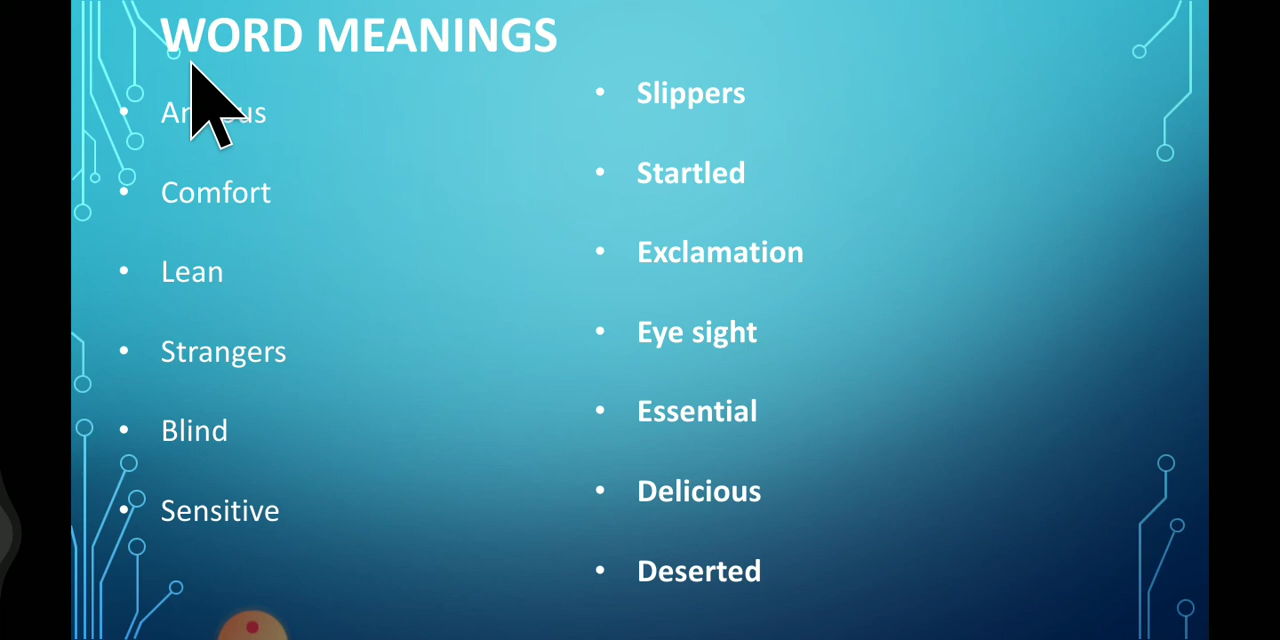 WORD MEANINGS
• Comfort
• Lean
• Strangers
• Blind
• Sensitive
• Slippers
• Startled
• Exclamation
• Eye sight
• Essential
• Delicious
• Deserted